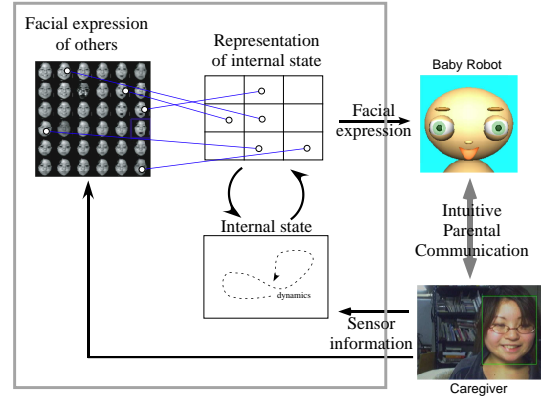 Facial expression
of others
Representation
of internal state
Baby Robot
Facial
expression
Intuitive
Parental
Communication
Internal state
dynamics
Sensor
information
Caregiver